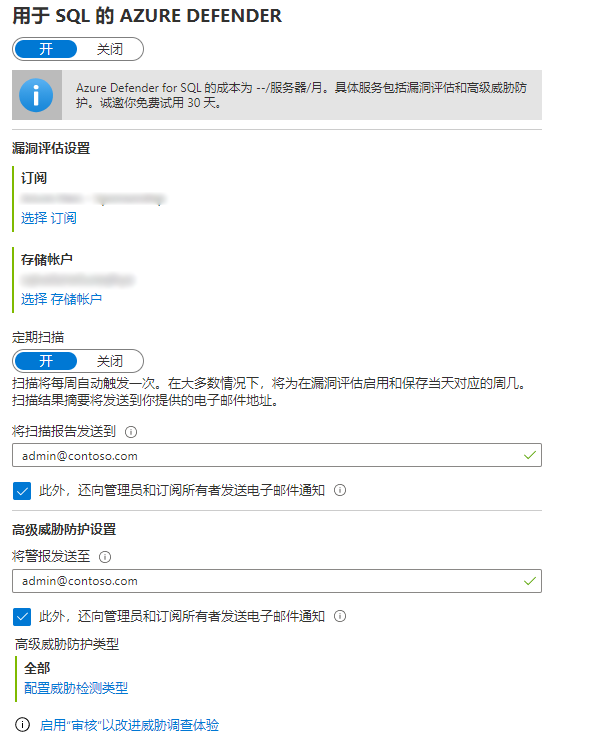 用于 SQL 的 AZURE DEFENDER
开 关闭
Azure Defender for SQL 的成本为 --/服务器/月。具体服务包括漏洞评估和高级威胁防
护。诚邀你免费试用 30 天。
漏洞评估设置
订阅
选择 订阅
存储帐户
选择 存储帐户
定期扫描
开 关闭
扫描将每周自动触发一次。在大多数情况下，将为在漏洞评估启用和保存当天对应的周几。
扫描结果摘要将发送到你提供的电子邮件地址。
将扫描报告发送到
admin@contoso.com
此外，还向管理员和订阅所有者发送电子邮件通知
高级威胁防护设置
将警报发送至
admin@contoso.com
此外，还向管理员和订阅所有者发送电子邮件通知
高级威胁防护类型
全部
配置威胁检测类型
启用"审核"以改进威胁调查体验